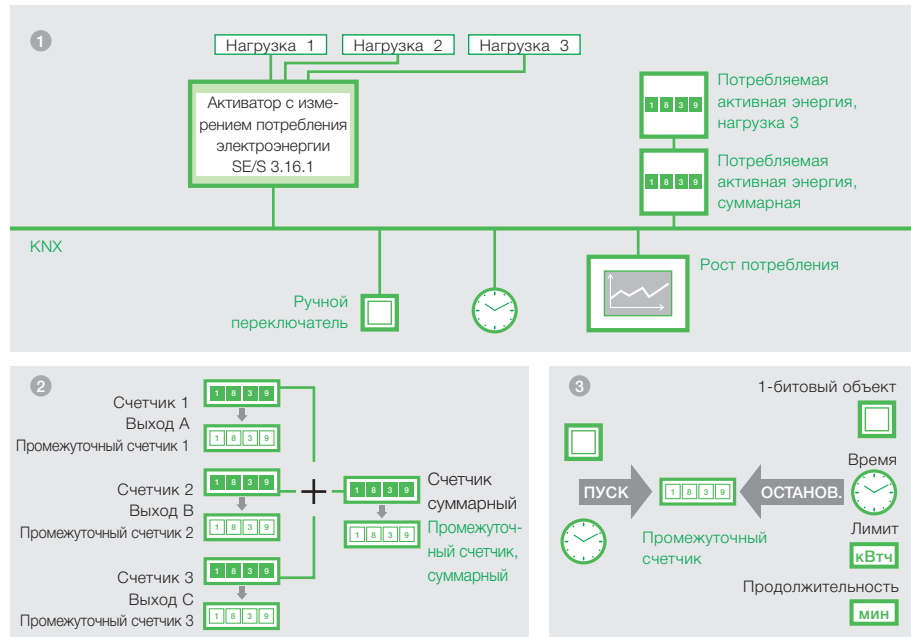 1
Нагрузка 1
Нагрузка 2
Нагрузка 3
Активатор с изме-
рением потребления
электроэнергии
SE/S 3.16.1
1 8 3 9
Потребляемая
активная энергия,
нагрузка 3
1 8 3 9
Потребляемая
активная энергия,
суммарная
KNX
Ручной
переключатель
Рост потребления
2
Счетчик 1
1 8 3 9
Выход A
Промежуточный счетчик 1
1 8 3 9
Счетчик 2
1 8 3 9
Выход B
Промежуточный счетчик 2
1 8 3 9
Счетчик 3
1 8 3 9
Выход C
Промежуточный счетчик 3
1 8 3 9
+
1 8 3 9
Счетчик
суммарный
1 8 3 9
Промежуточ-
ный счетчик,
суммарный
3
1-битовый объект
Время
ПУСК
1 8 3 9
ОСТАНОВ.
Промежуточный
счетчик
Лимит
кВтч
Продолжительность
мин